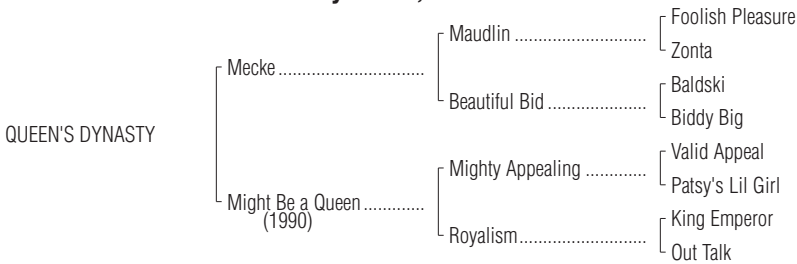 Foolish Pleasure
Maudlin
Zonta
Mecke
Baldski
Beautiful Bid
Biddy Big
QUEEN'S DYNASTY
Valid Appeal
Mighty Appealing
Patsy's Lil Girl
Might Be a Queen
(1990)
King Emperor
Royalism
Out Talk